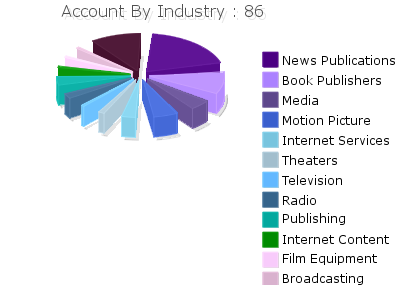 Account By Industry : 86
News Publications
Book Publishers
Media
Motion Picture
Internet Services
Theaters
Television
Radio
Publishing
Internet Content
Film Equipment
Broadcasting